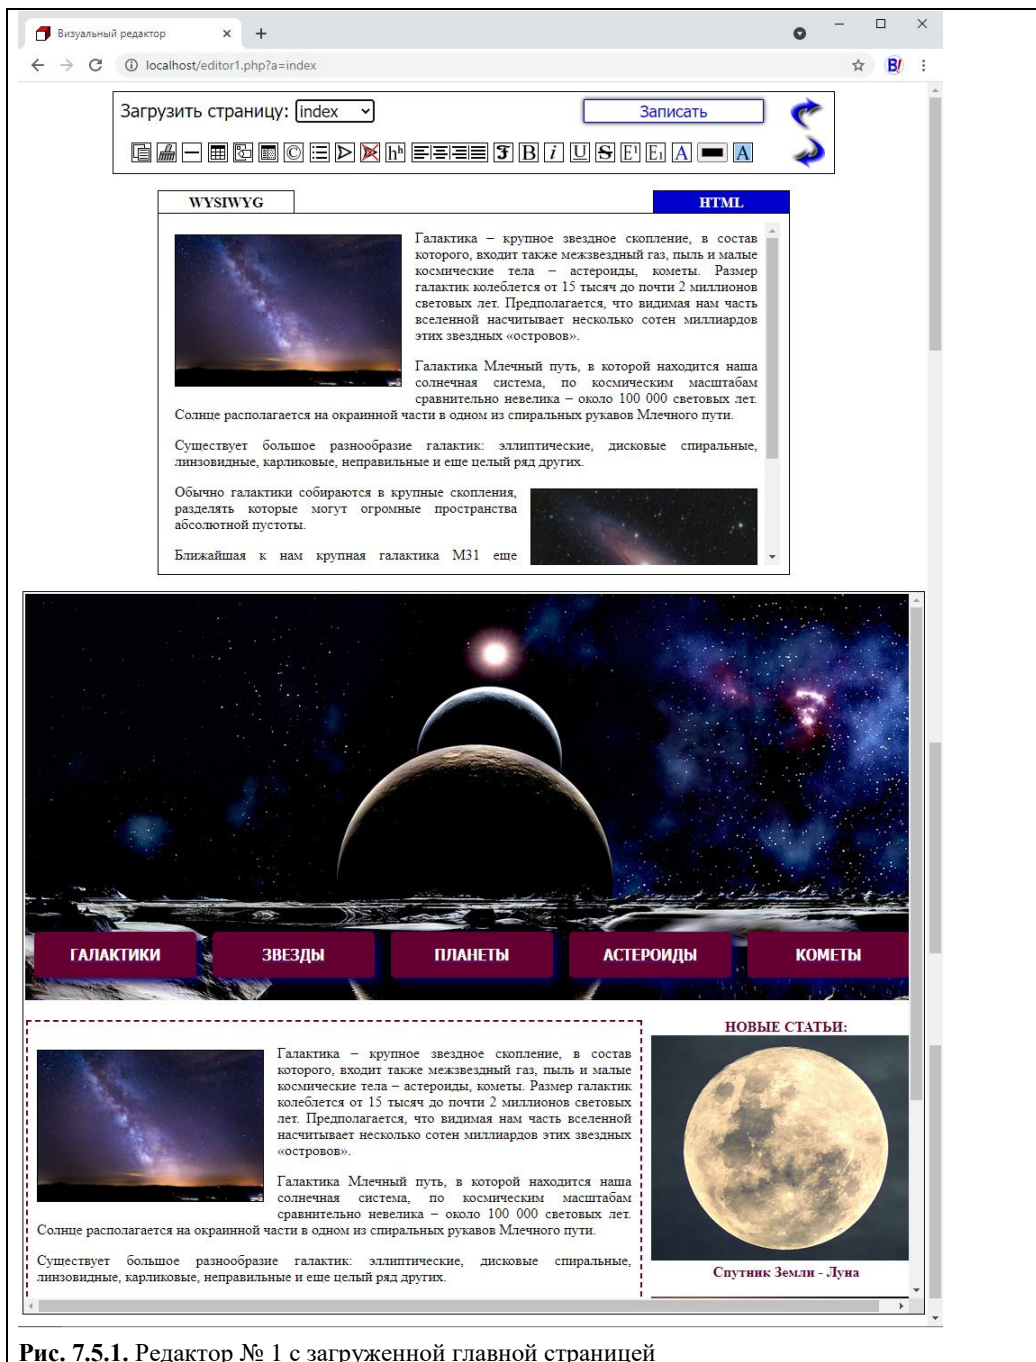 Визуальный редактор
localhost/editor1.php?a=index
Загрузить страницу: index
Записать
WYSIWYG
HTML
Галактика – крупное звездное скопление, в состав
которого, входит также межзвездный газ, пыль и малые
космические тела – астероиды, кометы. Размер
галактик колеблется от 15 тысяч до почти 2 миллионов
световых лет. Предполагается, что видимая нам часть
вселенной насчитывает несколько сотен миллиардов
этих звездных «островов».
Галактика Млечный путь, в которой находится наша
солнечная система, по космическим масштабам
сравнительно невелика – около 100 000 световых лет.
Солнце располагается на окраинной части в одном из спиральных рукавов Млечного пути.
Существует большое разнообразие галактик: эллиптические, дисковые спиральные,
линзовидные, карликовые, неправильные и еще целый ряд других.
Обычно галактики собираются в крупные скопления,
разделять которые могут огромные пространства
абсолютной пустоты.
Ближайшая к нам крупная галактика М31 еще
ГАЛАКТИКИ
ЗВЕЗДЫ
ПЛАНЕТЫ
АСТЕРОИДЫ
КОМЕТЫ
Галактика – крупное звездное скопление, в состав
которого, входит также межзвездный газ, пыль и малые
космические тела – астероиды, кометы. Размер галактик
колеблется от 15 тысяч до почти 2 миллионов световых
лет. Предполагается, что видимая нам часть вселенной
насчитывает несколько сотен миллиардов этих звездных
«островов».
Галактика Млечный путь, в которой находится наша
солнечная система, по космическим масштабам
сравнительно невелика – около 100 000 световых лет.
Солнце располагается на окраинной части в одном из спиральных рукавов Млечного пути.
Существует большое разнообразие галактик: эллиптические, дисковые спиральные,
линзовидные, карликовые, неправильные и еще целый ряд других.
НОВЫЕ СТАТЬИ:
Спутник Земли - Луна
Рис. 7.5.1. Редактор № 1 с загруженной главной страницей